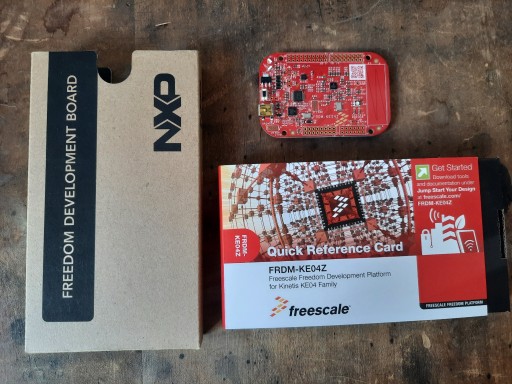 FREEDOM DEVELOPMENT BOARD
NXP
Get Started
Download tools
and documentation under
Jump Start Your Design
at freescale.com/
FRDM-KE04Z
FRDM-
KE04Z
Quick Reference Card
FRDM-KE04Z
Freescale Freedom Development Platform
for Kinetis KE04 Family
freescale
FREESCALE FREEDOM PLATFORM